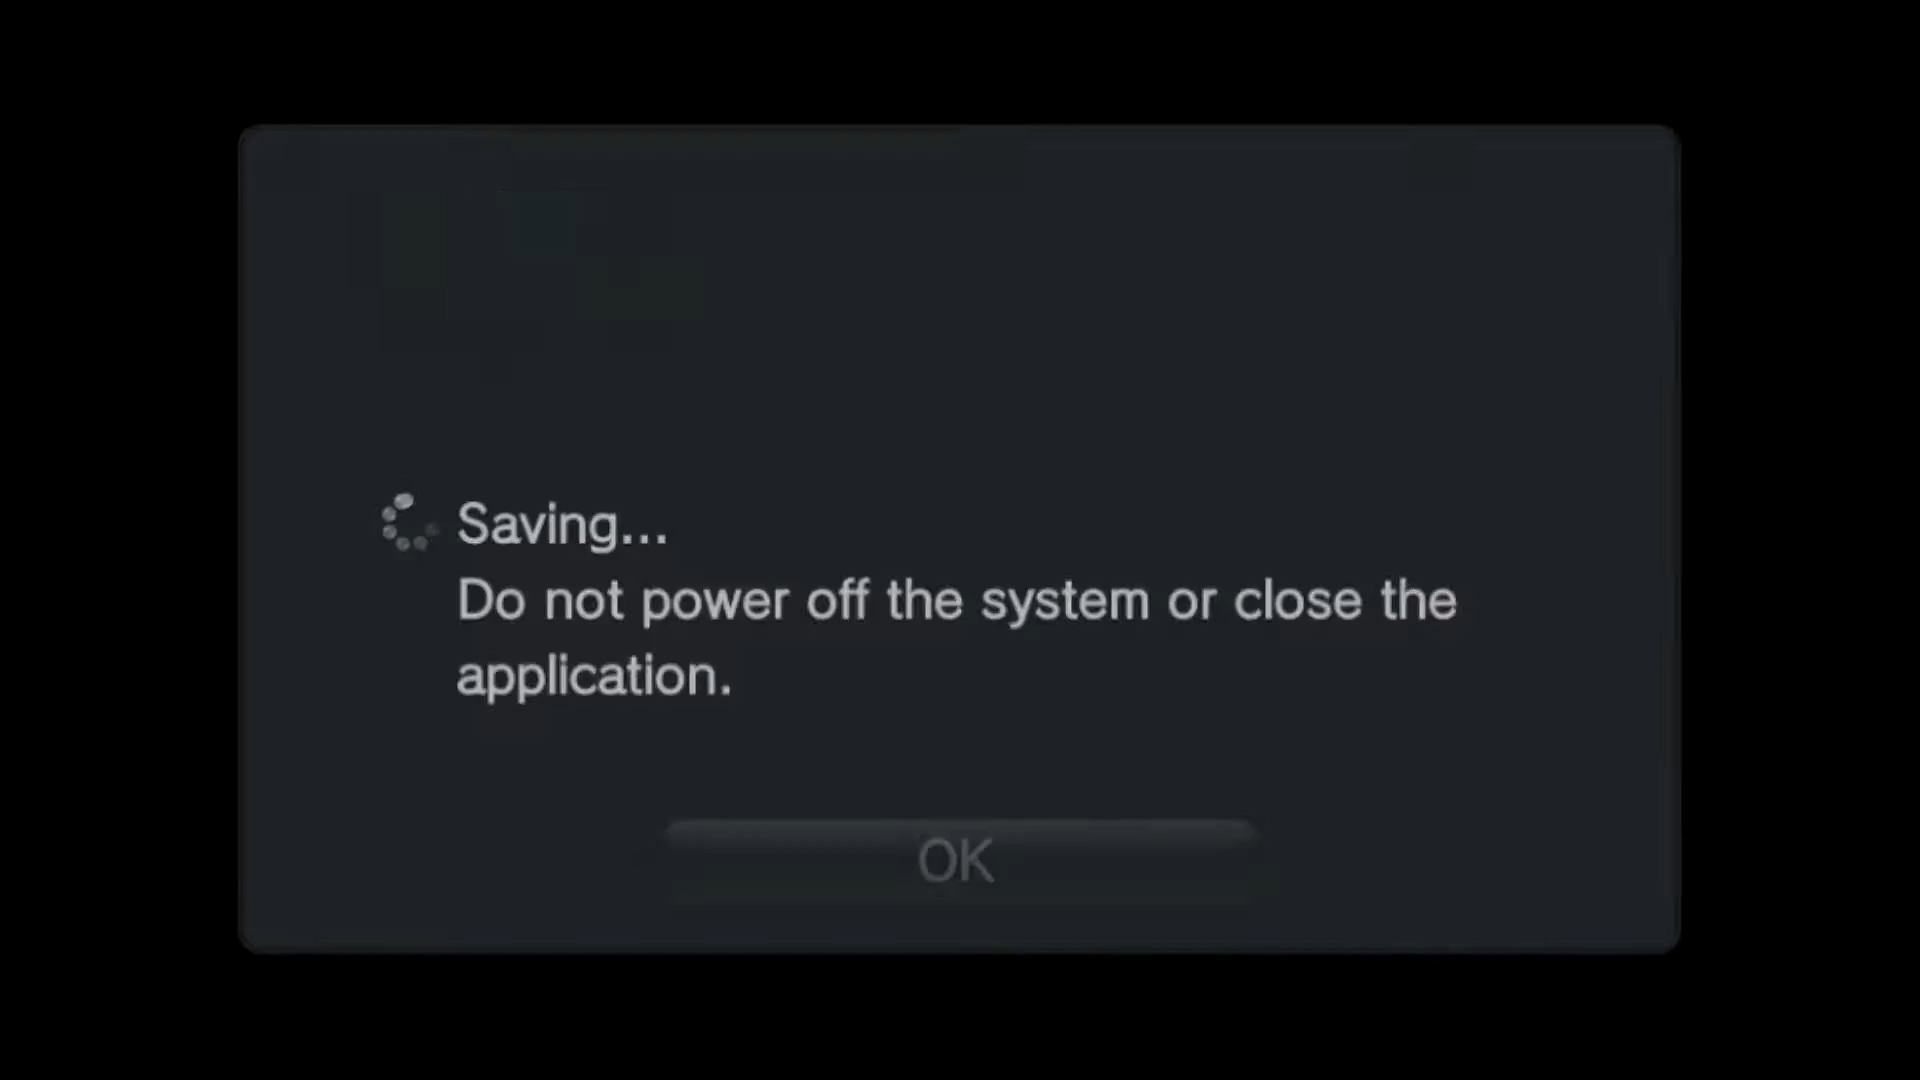 Saving...
Do not power off the system or close the
application.
OK